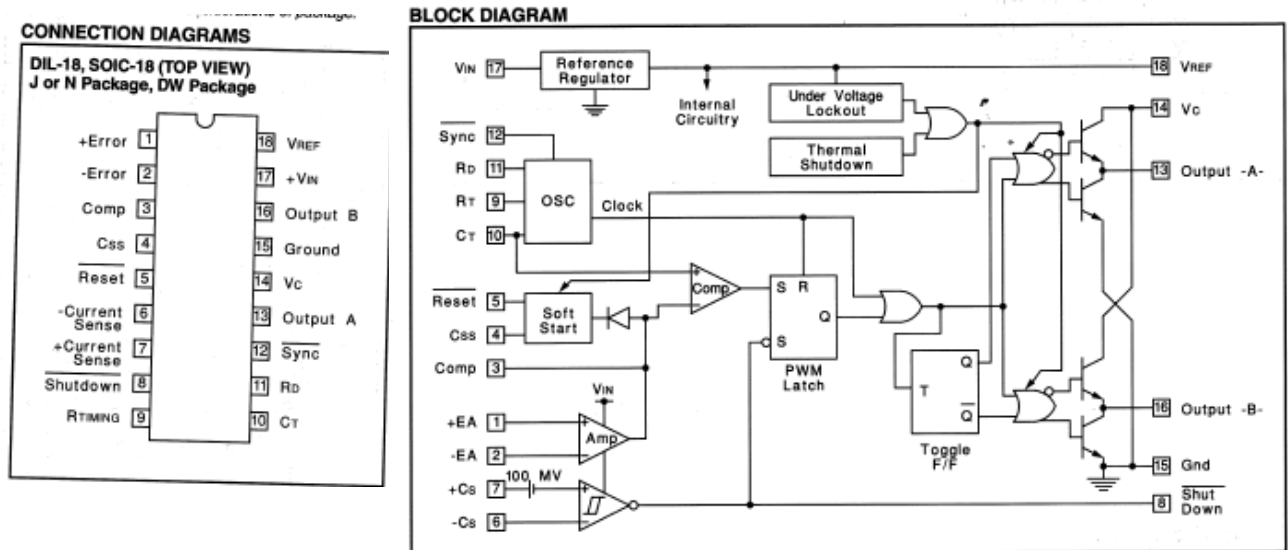 package.
CONNECTION DIAGRAMS
DIL-18, SOIC-18 (TOP VIEW)
J or N Package, DW Package
+Error 1
-Error 2
Comp 3
Css 4
Reset 5
-Current
Sense 6
+Current
Sense 7
Shutdown 8
RTIMING 9
18 VREF
17 +VIN
16 Output B
15 Ground
14 Vc
13 Output A
12 Sync
11 RD
10 CT
BLOCK DIAGRAM
VIN 17
Reference
Regulator
Internal
Circuitry
Under Voltage
Lockout
Thermal
Shutdown
18 VREF
14 Vc
13 Output -A-
Sync 12
RD 11
RT 9
CT 10
OSC
Clock
Reset 5
Css 4
Comp 3
Soft
Start
+
Comp
-
S R
Q
S
PWM
Latch
T
Q
Q
Toggle
F/F
VIN
+EA 1
-EA 2
+
Amp
-
+Cs 7
-Cs 6
100 MV
+
-
16 Output -B-
15 Gnd
8 Shut
Down